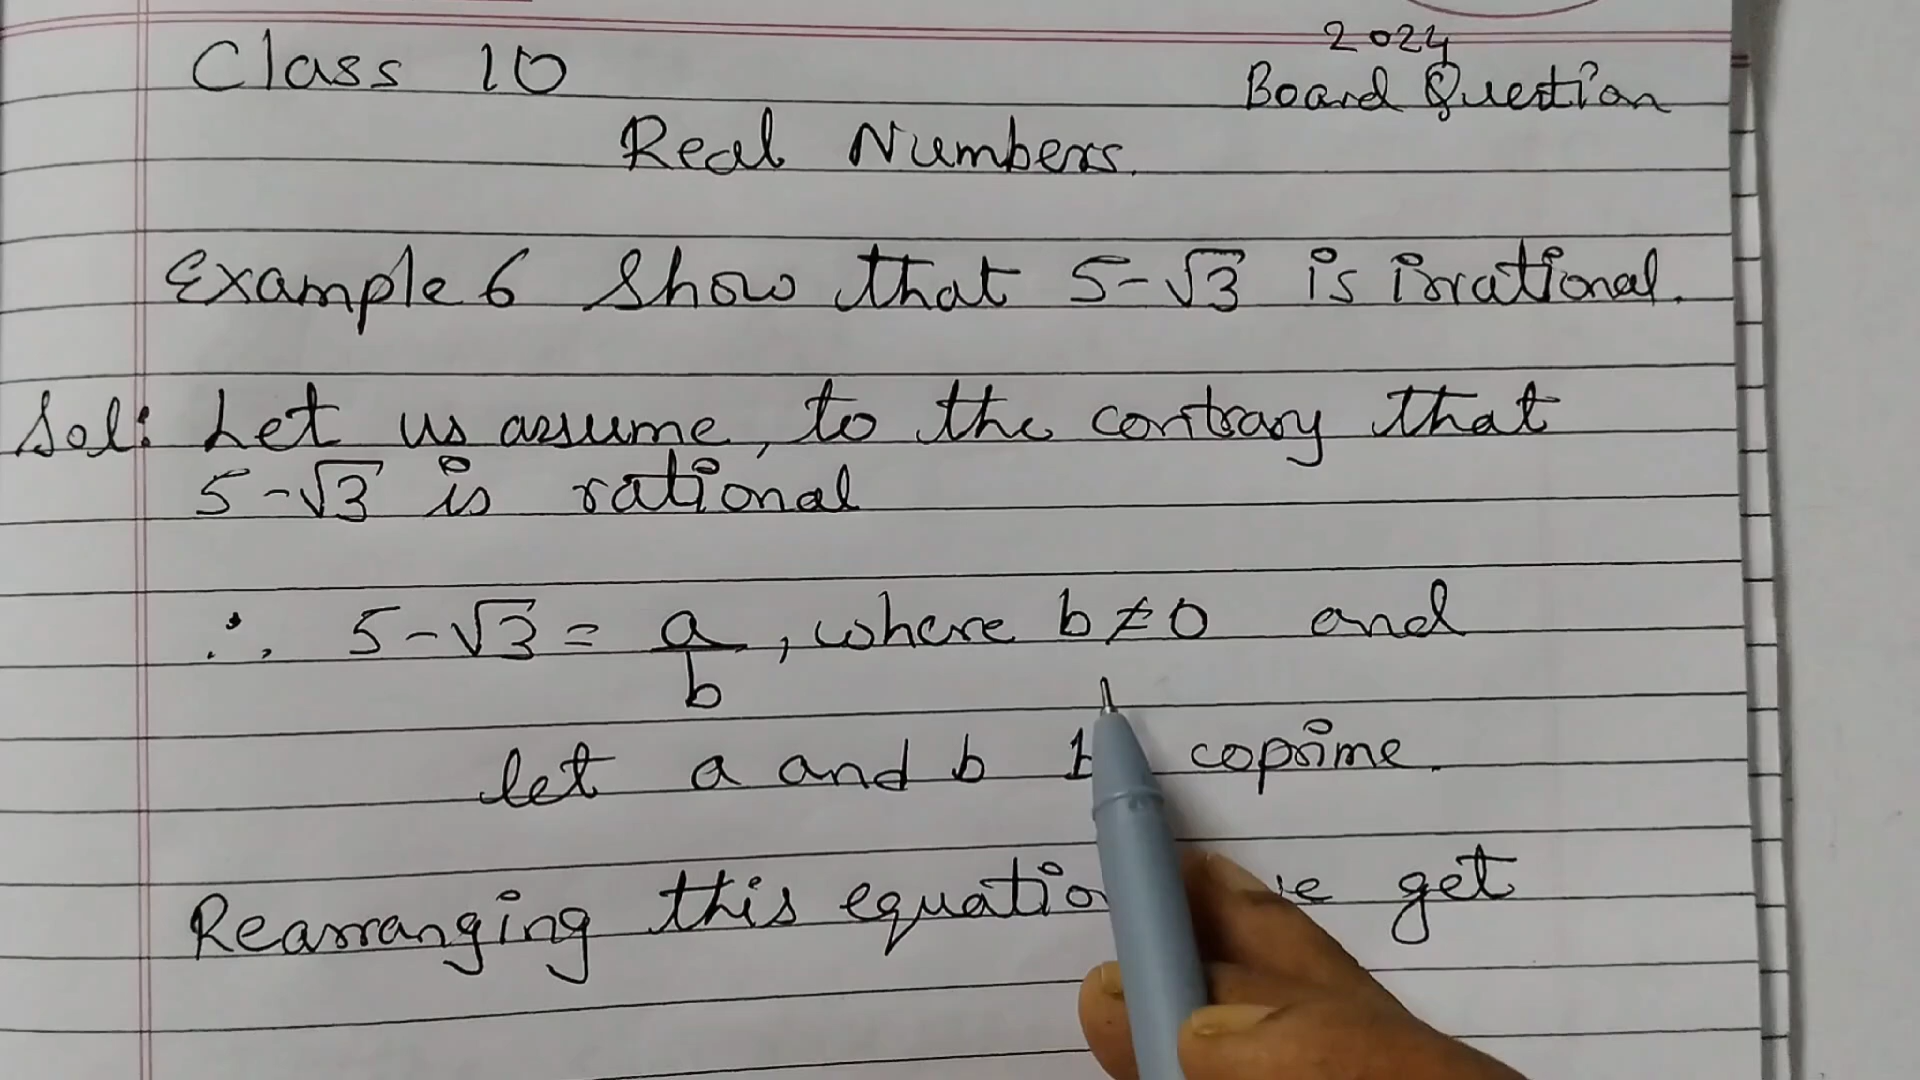 Class 10
2024
Board Question
Real Numbers.
Example 6 Show that 5-√3 is irrational.
Sol: Let us assume, to the contrary that
5-√3 is rational
∴ 5-√3 = a/b, where b≠0 and
let a and b coprime.
Rearranging this get